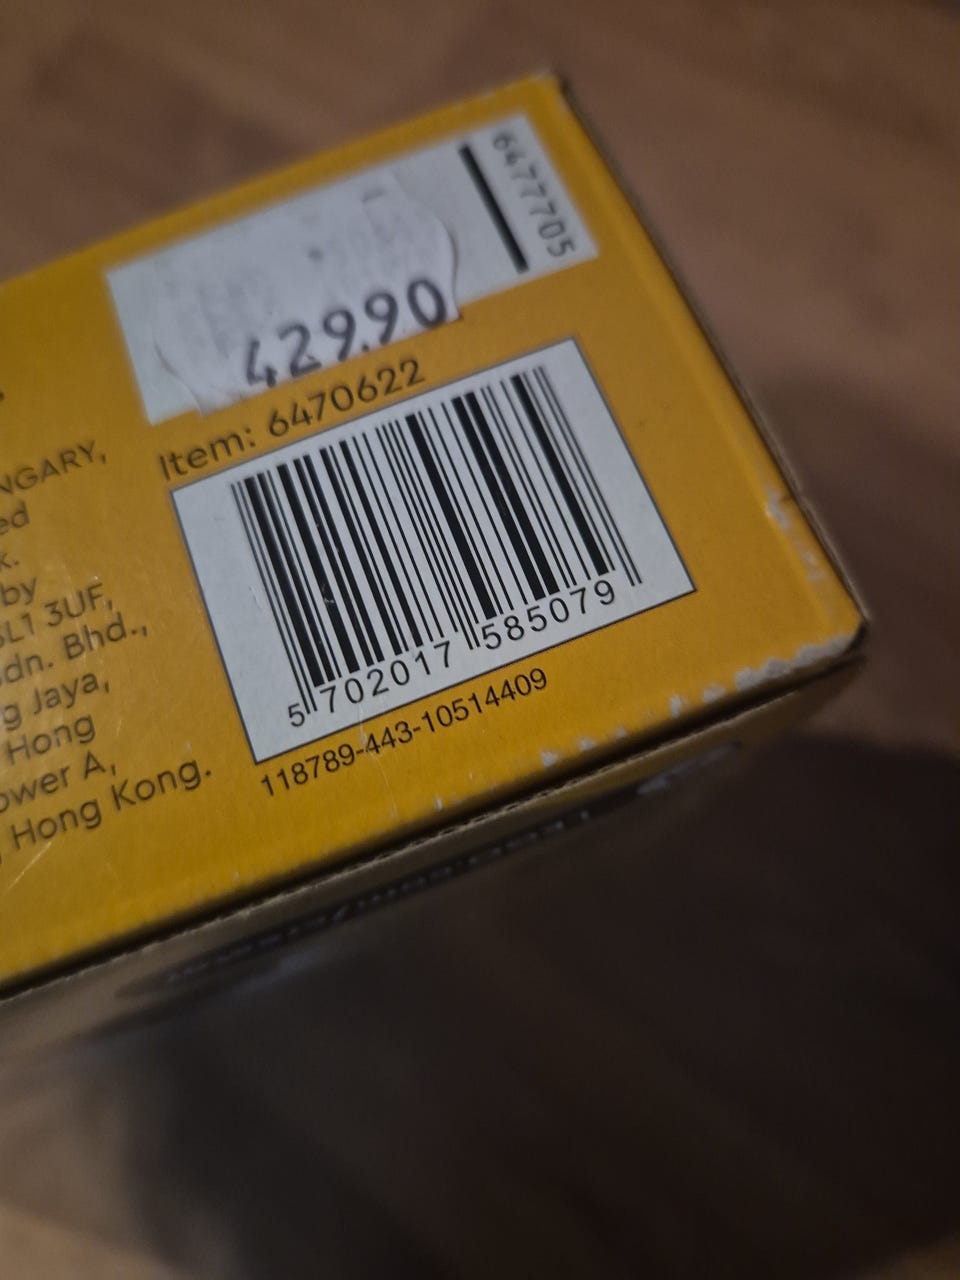 6477705
429.90
Item: 6470622
5 702017 585079
118789-443-10514409
NGARY,
ed
k.
by
SL1 3UF,
dn. Bhd.,
g Jaya,
Hong
ower A,
, Hong Kong.